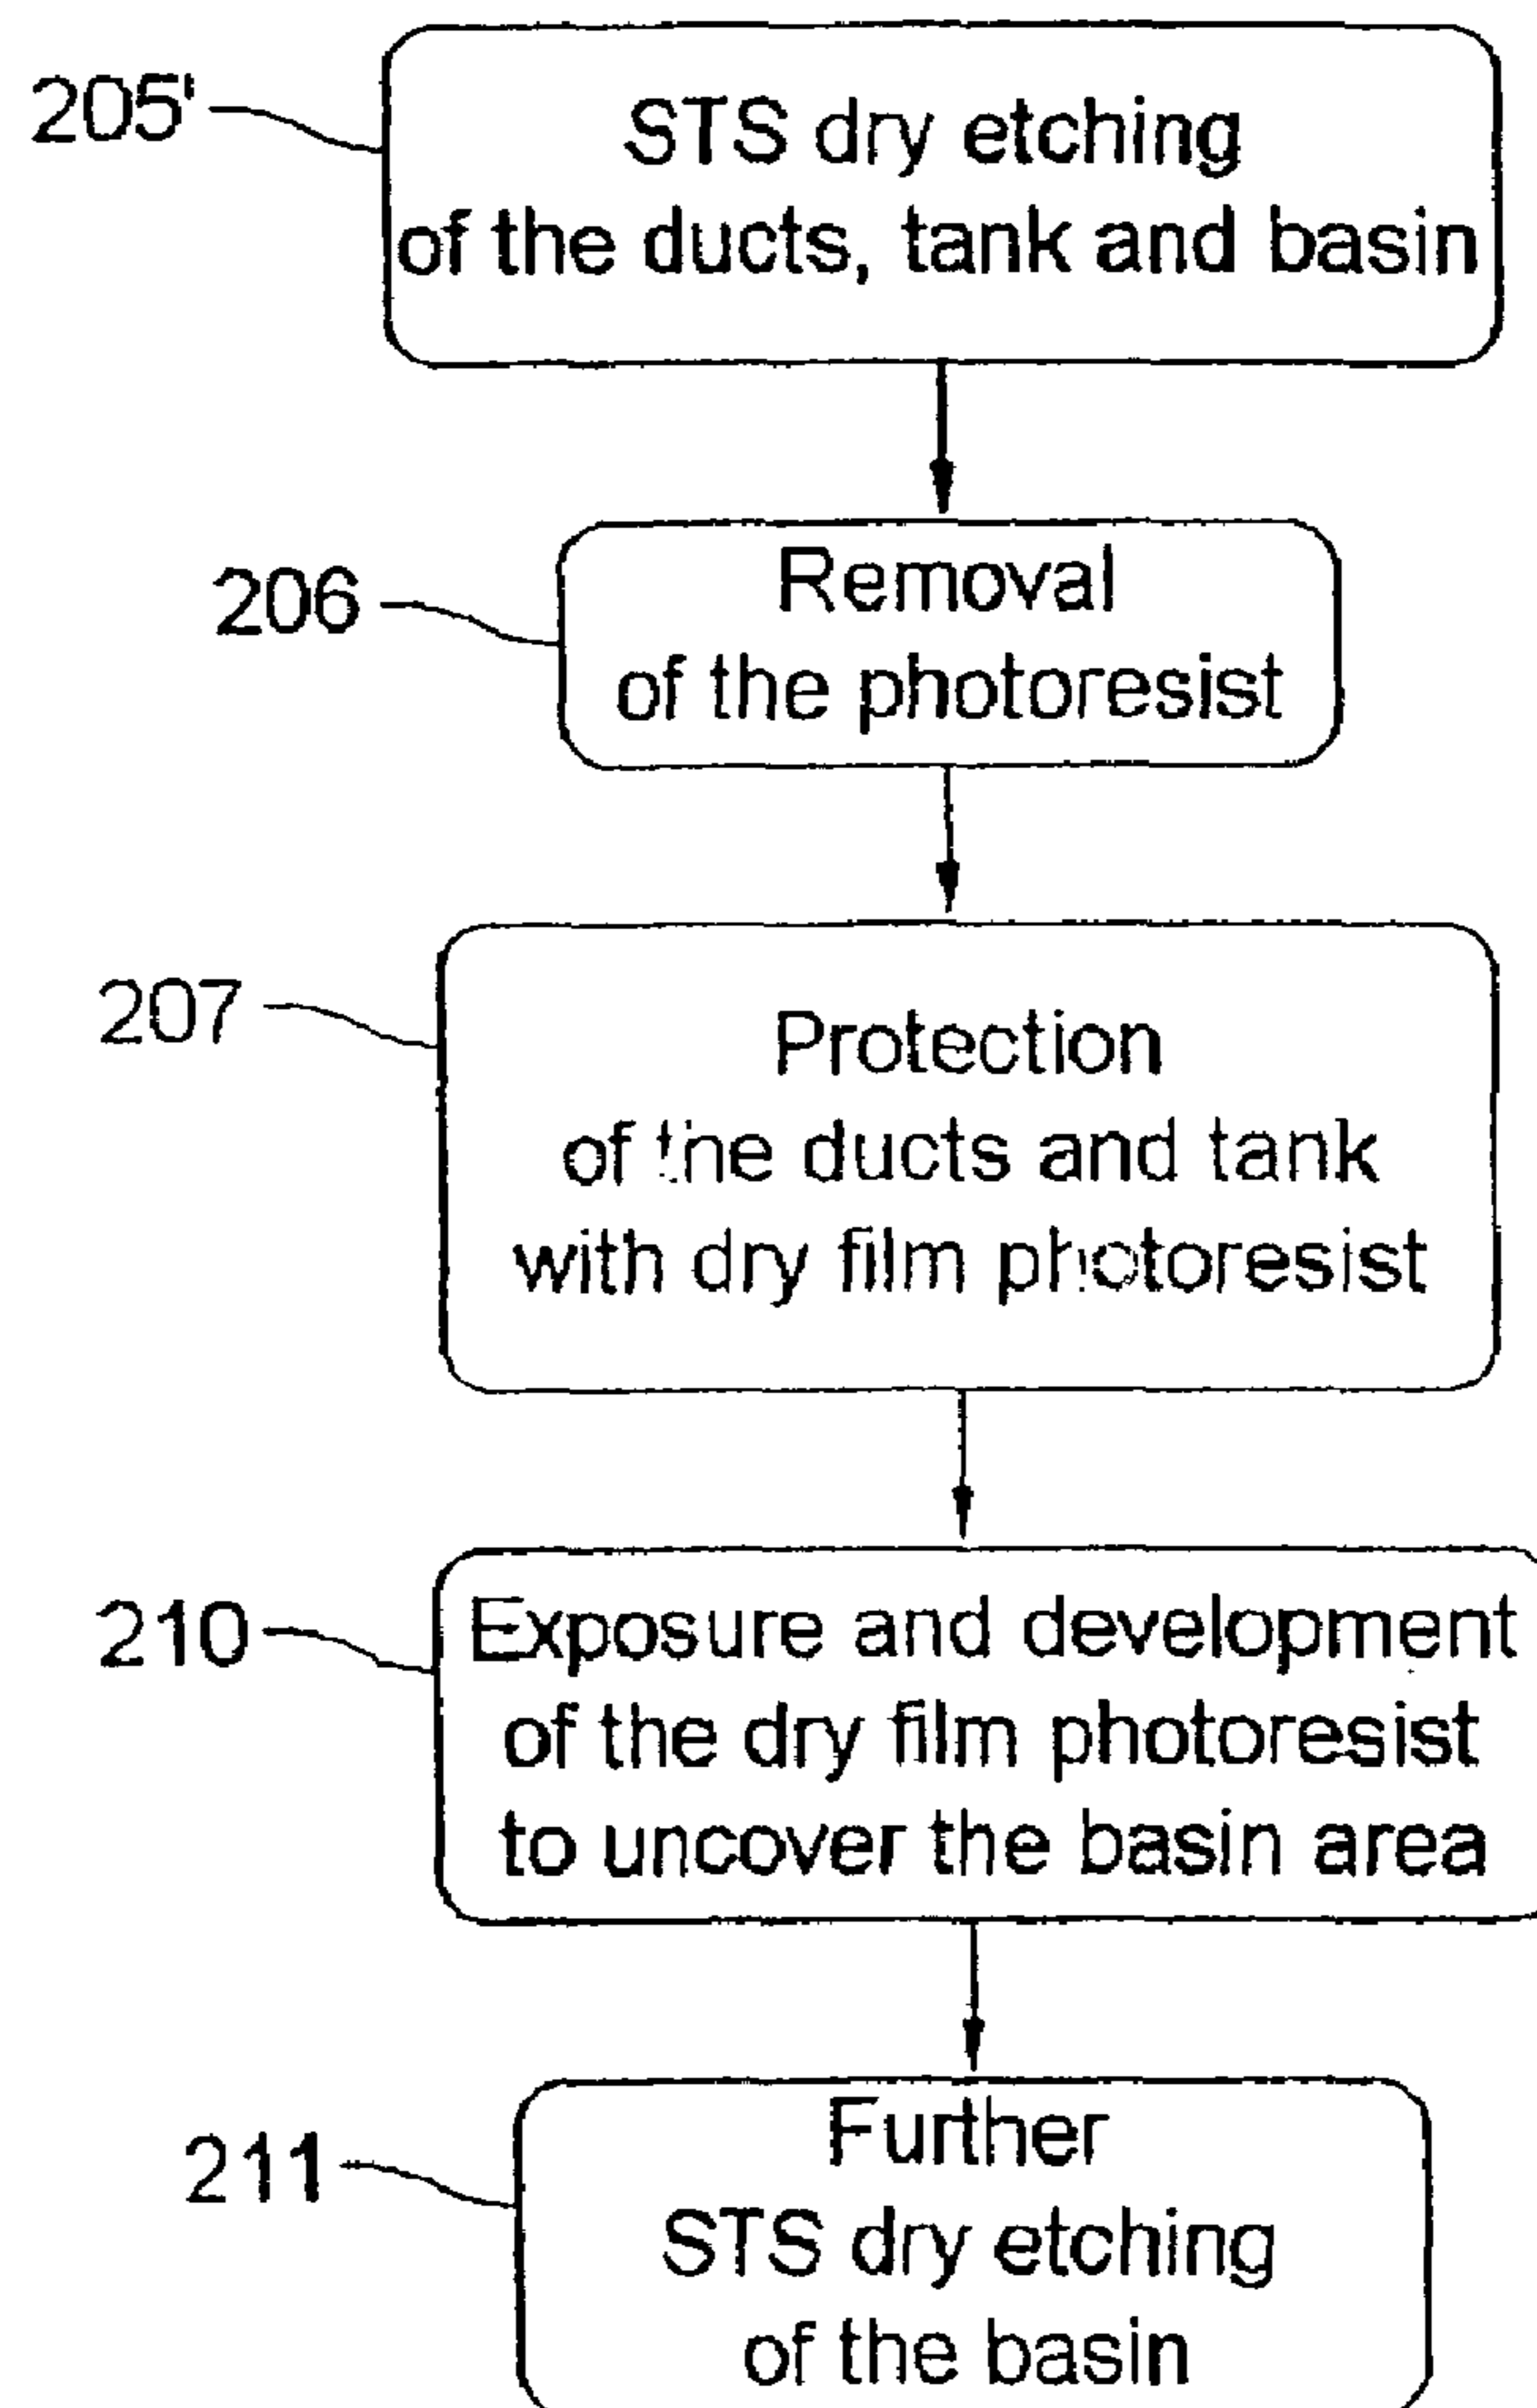 205'
STS dry etching
of the ducts, tank and basin
206
Removal
of the photoresist
207
Protection
of the ducts and tank
with dry film photoresist
210
Exposure and development
of the dry film photoresist
to uncover the basin area
211
Further
STS dry etching
of the basin